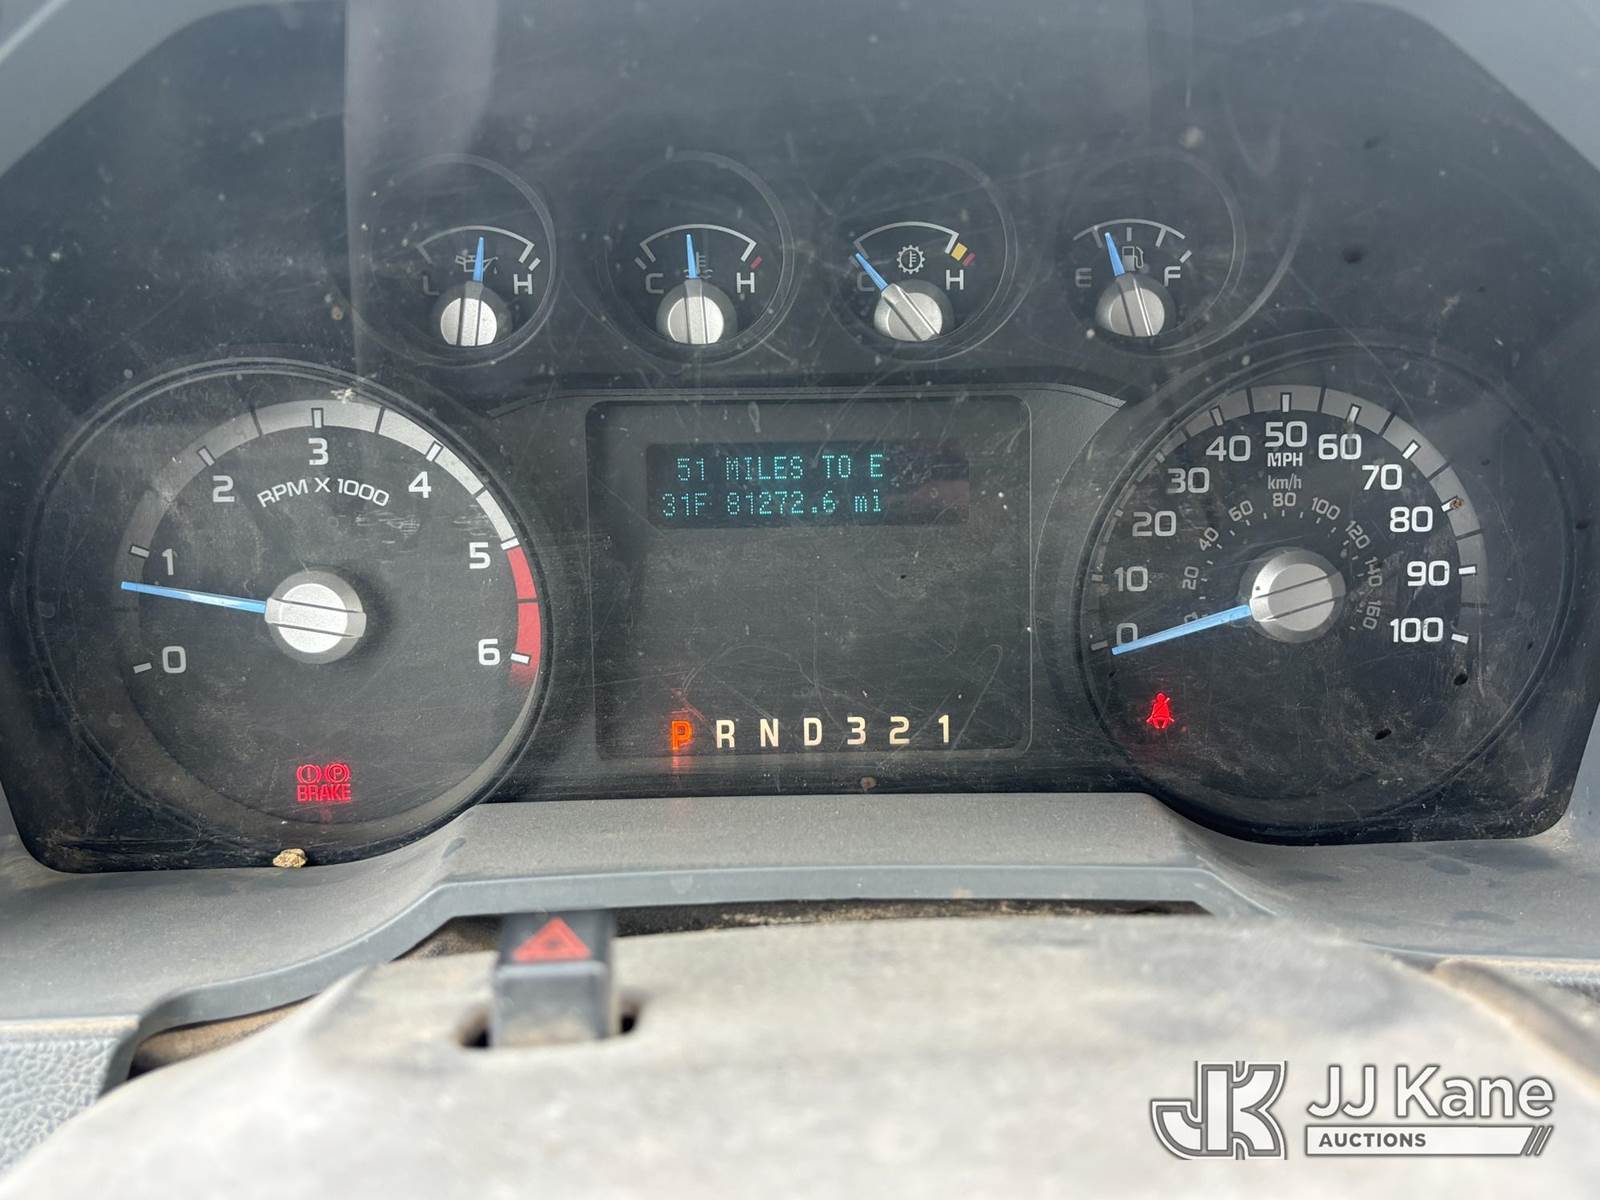 L H
C H
C H
E F
0 1 2 3 4 5 6
RPM X 1000
BRAKE
51 MILES TO E
31F 81272.6 mi
P R N D 3 2 1
0 10 20 30 40 50 60 70 80 90 100
MPH
km/h
20 40 60 80 100 120 140 160
JK
JJ Kane
AUCTIONS